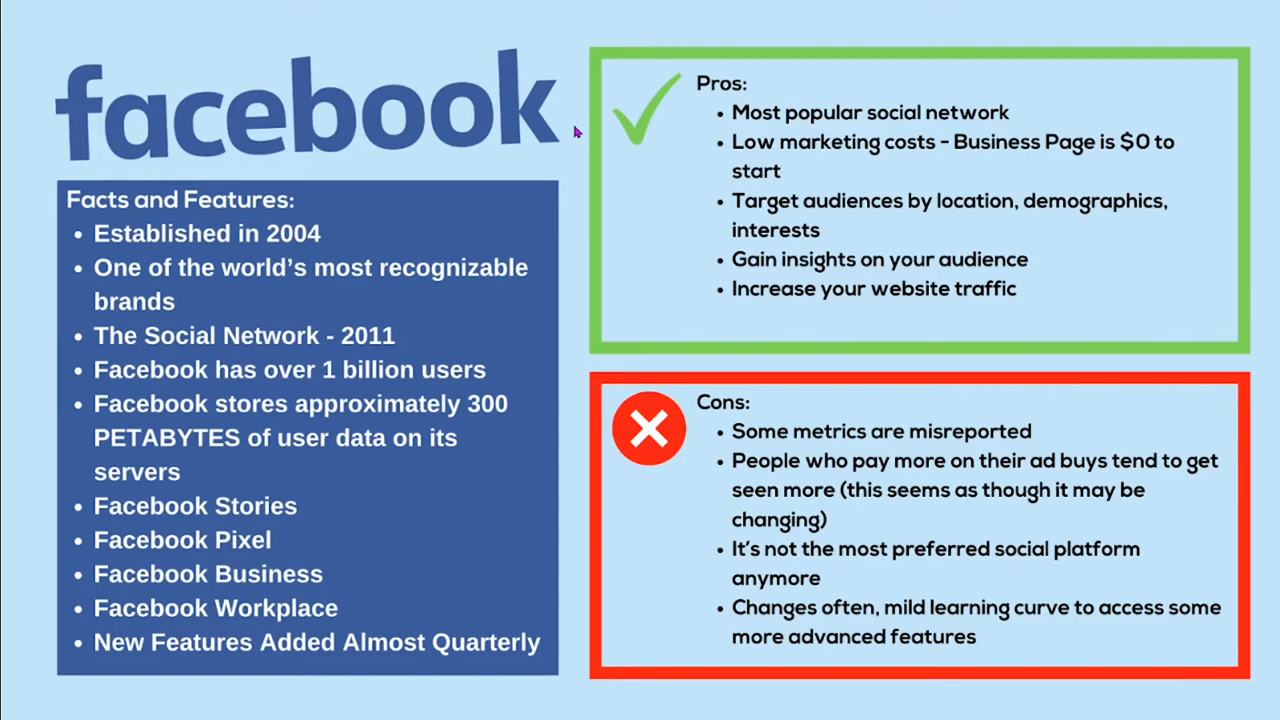 facebook
Facts and Features:
• Established in 2004
• One of the world’s most recognizable
brands
• The Social Network - 2011
• Facebook has over 1 billion users
• Facebook stores approximately 300
PETABYTES of user data on its
servers
• Facebook Stories
• Facebook Pixel
• Facebook Business
• Facebook Workplace
• New Features Added Almost Quarterly
Pros:
• Most popular social network
• Low marketing costs - Business Page is $0 to
start
• Target audiences by location, demographics,
interests
• Gain insights on your audience
• Increase your website traffic
Cons:
• Some metrics are misreported
• People who pay more on their ad buys tend to get
seen more (this seems as though it may be
changing)
• It’s not the most preferred social platform
anymore
• Changes often, mild learning curve to access some
more advanced features